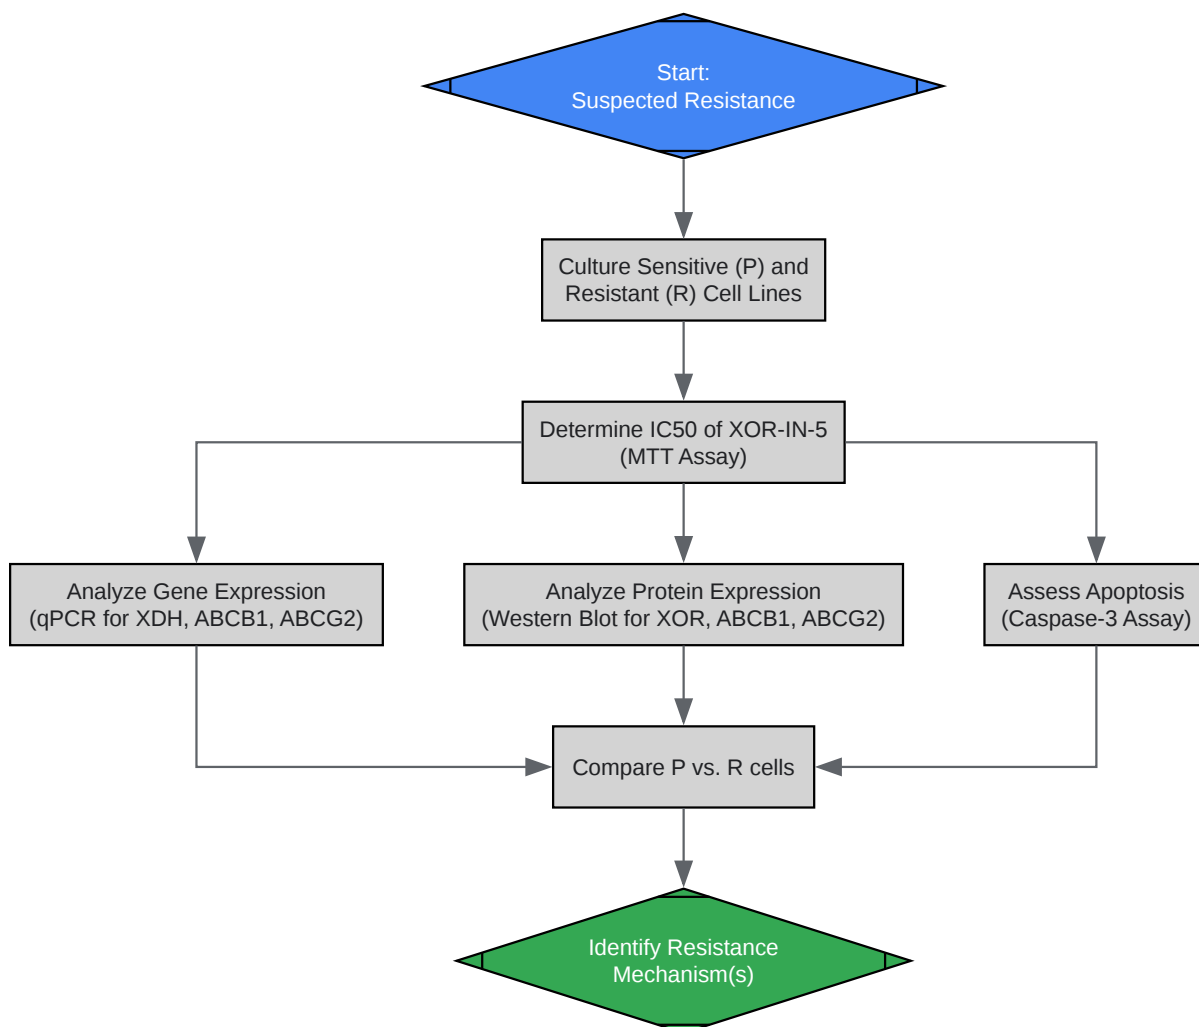 Start:
Suspected Resistance
Culture Sensitive (P) and
Resistant (R) Cell Lines
Determine IC50 of XOR-IN-5
(MTT Assay)
Analyze Gene Expression
(qPCR for XDH, ABCB1, ABCG2)
Analyze Protein Expression
(Western Blot for XOR, ABCB1, ABCG2)
Assess Apoptosis
(Caspase-3 Assay)
Compare P vs. R cells
Identify Resistance
Mechanism(s)